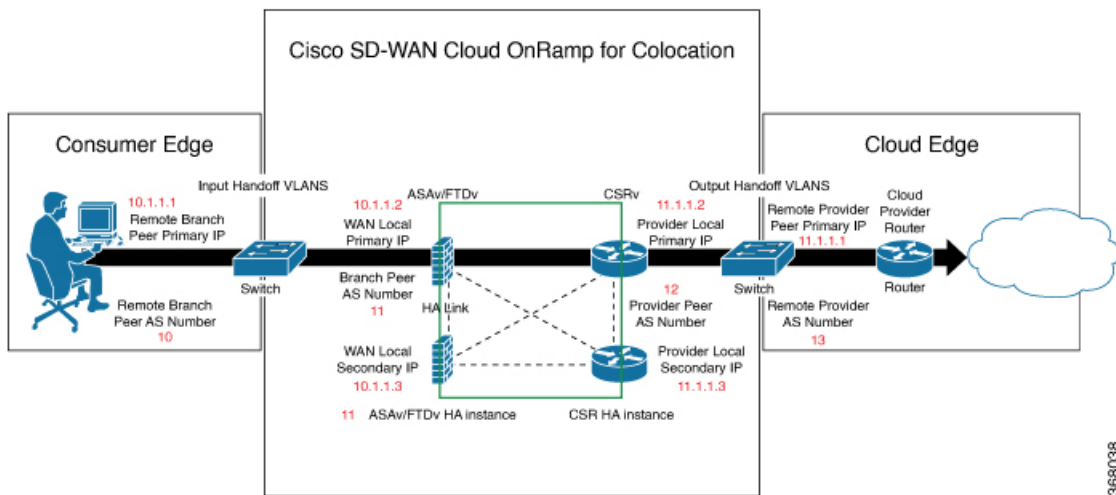 Cisco SD-WAN Cloud OnRamp for Colocation
Consumer Edge
Cloud Edge
10.1.1.1
Remote Branch
Peer Primary IP
Input Handoff VLANS
Switch
Remote Branch
Peer AS Number
10
ASAv/FTDv
10.1.1.2
WAN Local
Primary IP
Branch Peer
AS Number
11
HA Link
WAN Local
Secondary IP
10.1.1.3
11 ASAv/FTDv HA instance
CSRv
11.1.1.2
Provider Local
Primary IP
12
Provider Peer
AS Number
Provider Local
Secondary IP
11.1.1.3
CSR HA instance
Output Handoff VLANS
Switch
Remote Provider
Peer Primary IP
11.1.1.1
Remote Provider
AS Number
13
Cloud
Provider
Router
Router
368038